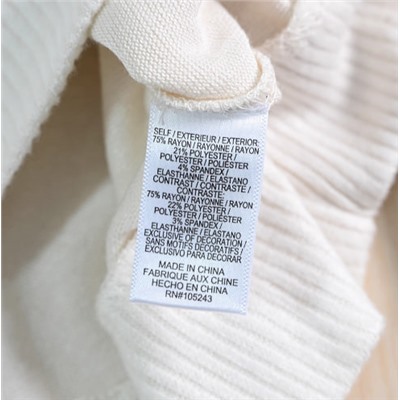 SELF / EXTERIEUR / EXTERIOR:
75% RAYON / RAYONNE / RAYON
21% POLYESTER /
POLYESTER / POLIÉSTER
4% SPANDEX /
ELASTHANNE / ELASTANO
CONTRAST / CONTRASTE /
CONTRASTE:
75% RAYON / RAYONNE / RAYON
22% POLYESTER /
POLYESTER / POLIÉSTER
3% SPANDEX /
ELASTHANNE / ELASTANO
EXCLUSIVE OF DECORATION /
SANS MOTIFS DECORATIFS /
EXCLUSIVO PARA DECORAR
MADE IN CHINA
FABRIQUE AUX CHINE
HECHO EN CHINA
RN#105243